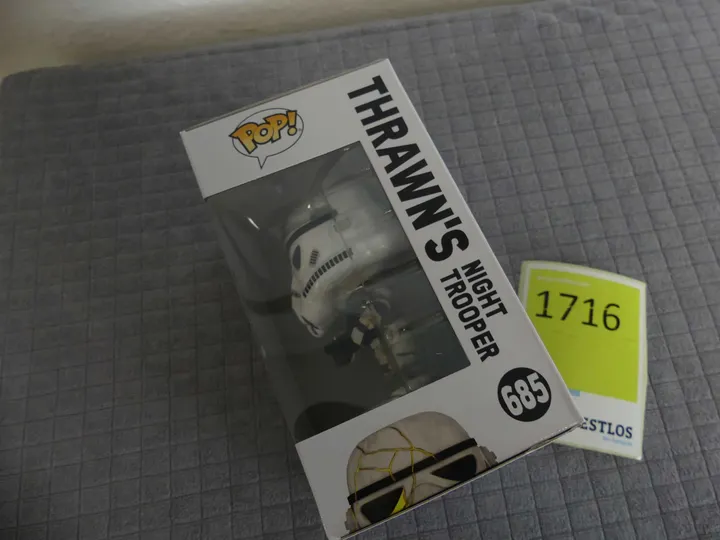 POP!
THRAWN'S
NIGHT
TROOPER
685
1716
ESTLOS